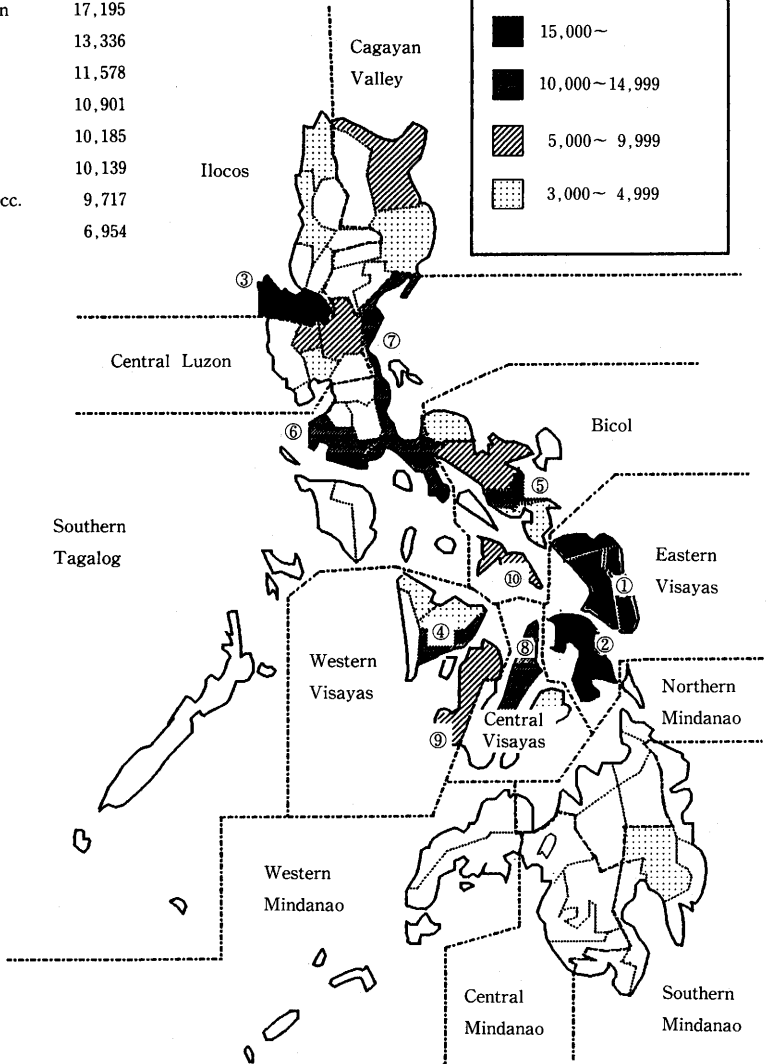 n 17,195
13,336
11,578
10,901
10,185
10,139
cc. 9,717
6,954
15,000~
10,000~14,999
5,000~ 9,999
3,000~ 4,999
Cagayan
Valley
Ilocos
③
Central Luzon
⑦
⑥
Bicol
⑤
Southern
Tagalog
Eastern
Visayas
①
⑩
④
⑧
②
Western
Visayas
Northern
Mindanao
⑨
Central
Visayas
Western
Mindanao
Central
Mindanao
Southern
Mindanao